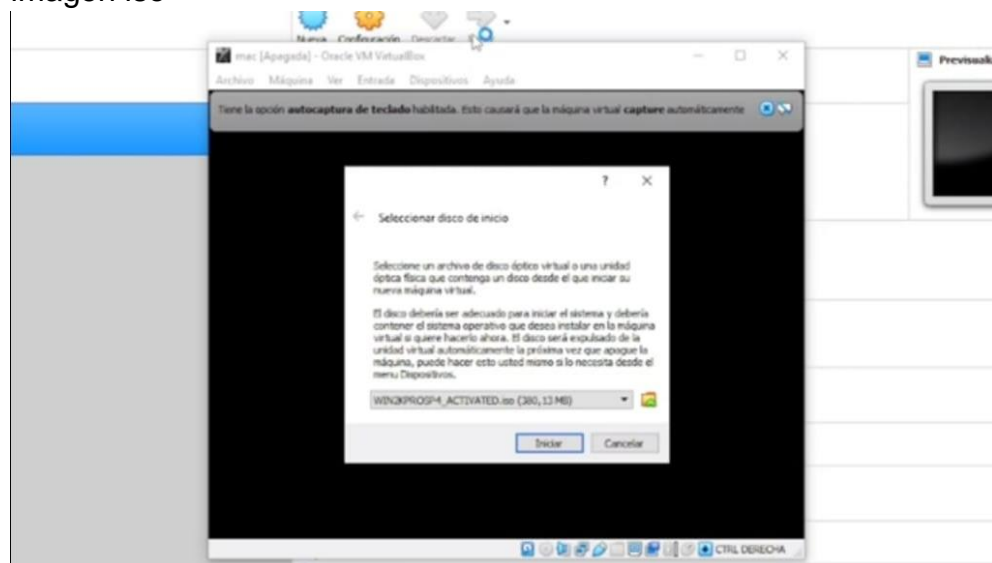 Imagen iso
Nueva Configuración Descartar
mac [Apagada] - Oracle VM VirtualBox
Archivo Máquina Ver Entrada Dispositivos Ayuda
Previsuali
Tiene la opción autocaptura de teclado habilitada. Esto causará que la máquina virtual capture automáticamente
Seleccionar disco de inicio
Seleccione un archivo de disco óptico virtual o una unidad
óptica física que contenga un disco desde el que iniciar su
nueva máquina virtual.
El disco debería ser adecuado para iniciar el sistema y debería
contener el sistema operativo que desea instalar en la máquina
virtual si quiere hacerlo ahora. El disco será expulsado de la
unidad virtual automáticamente la próxima vez que apague la
máquina, puede hacer esto usted mismo si lo necesita desde el
menu Dispositivos.
WIN2KPROSP4_ACTIVATED.iso (380,13 MB)
Iniciar Cancelar
CTRL DERECHA